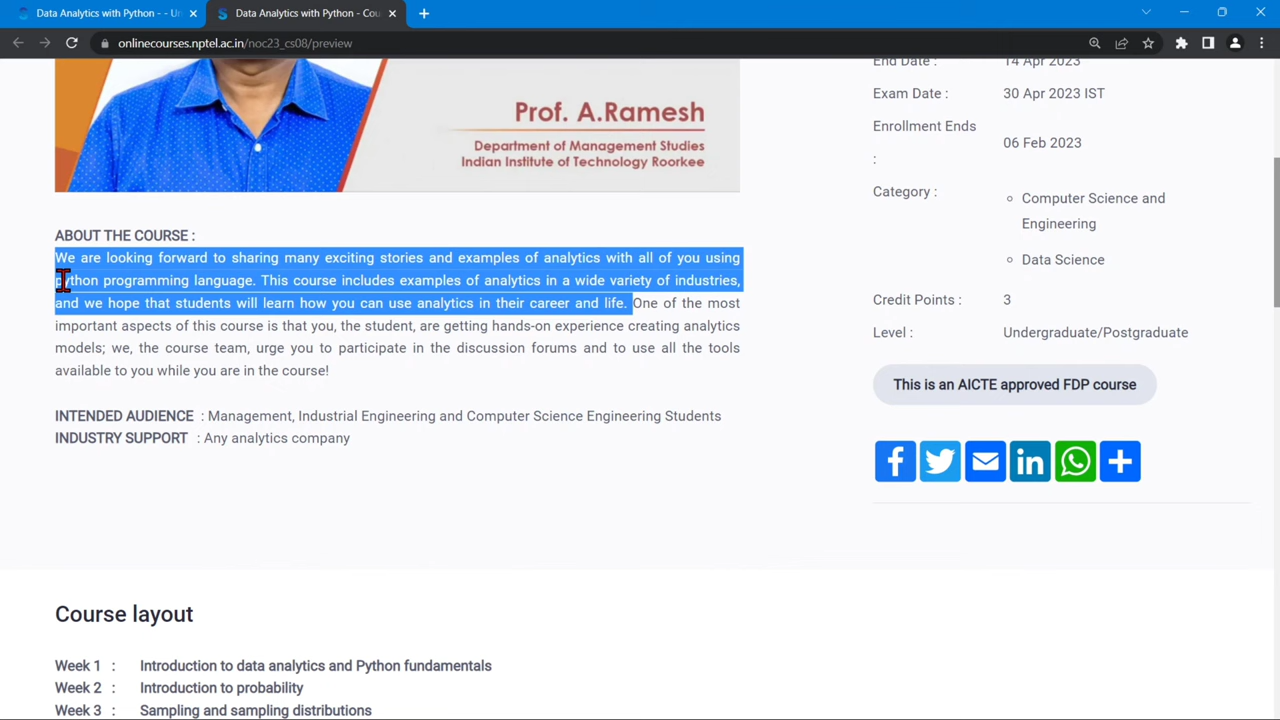 Data Analytics with Python - - Un
Data Analytics with Python - Cou
onlinecourses.nptel.ac.in/noc23_cs08/preview
Prof. A.Ramesh
Department of Management Studies
Indian Institute of Technology Roorkee
ABOUT THE COURSE :
We are looking forward to sharing many exciting stories and examples of analytics with all of you using
python programming language. This course includes examples of analytics in a wide variety of industries,
and we hope that students will learn how you can use analytics in their career and life. One of the most
important aspects of this course is that you, the student, are getting hands-on experience creating analytics
models; we, the course team, urge you to participate in the discussion forums and to use all the tools
available to you while you are in the course!
INTENDED AUDIENCE : Management, Industrial Engineering and Computer Science Engineering Students
INDUSTRY SUPPORT : Any analytics company
Course layout
Week 1 : Introduction to data analytics and Python fundamentals
Week 2 : Introduction to probability
Week 3 : Sampling and sampling distributions
End Date : 14 Apr 2023
Exam Date : 30 Apr 2023 IST
Enrollment Ends
: 06 Feb 2023
Category :
Computer Science and
Engineering
Data Science
Credit Points : 3
Level : Undergraduate/Postgraduate
This is an AICTE approved FDP course